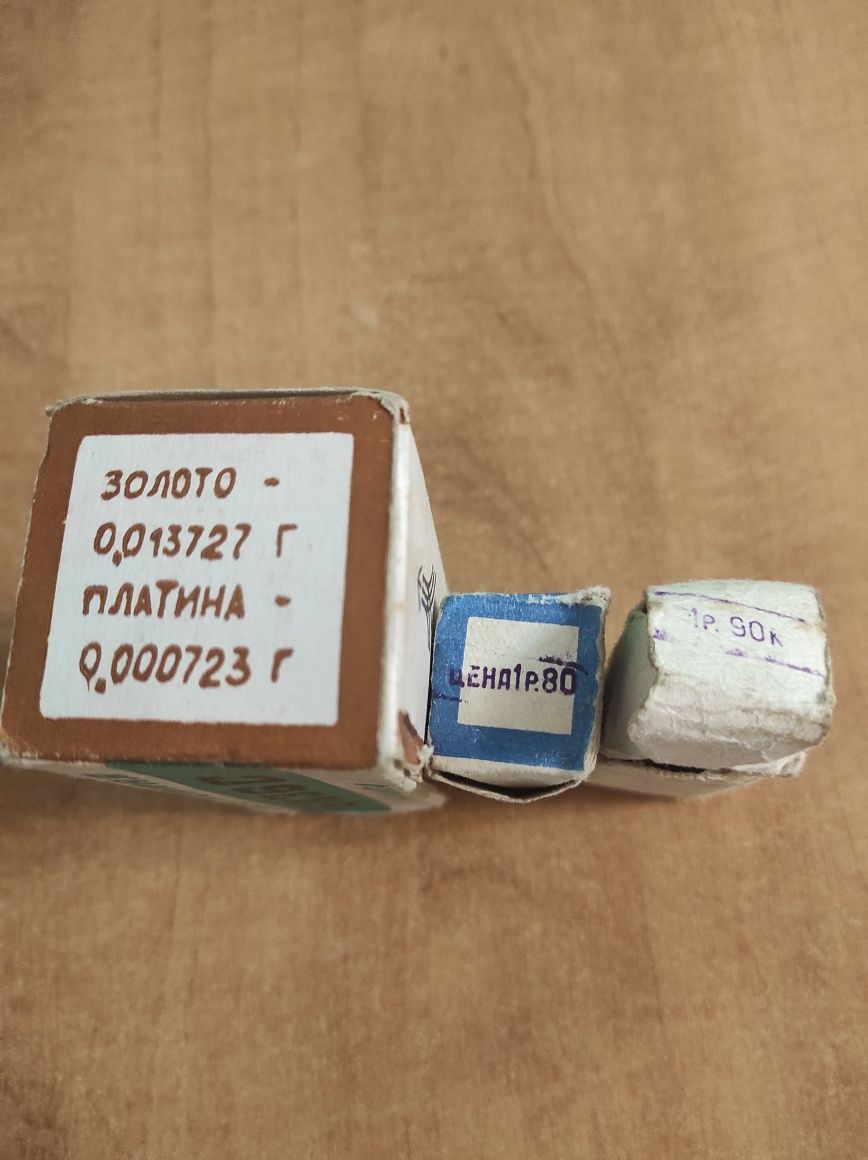 ЗОЛОТО -
0,013727 Г
ПЛАТИНА -
0,000723 Г
ЦЕНА 1Р.80
1Р. 90К